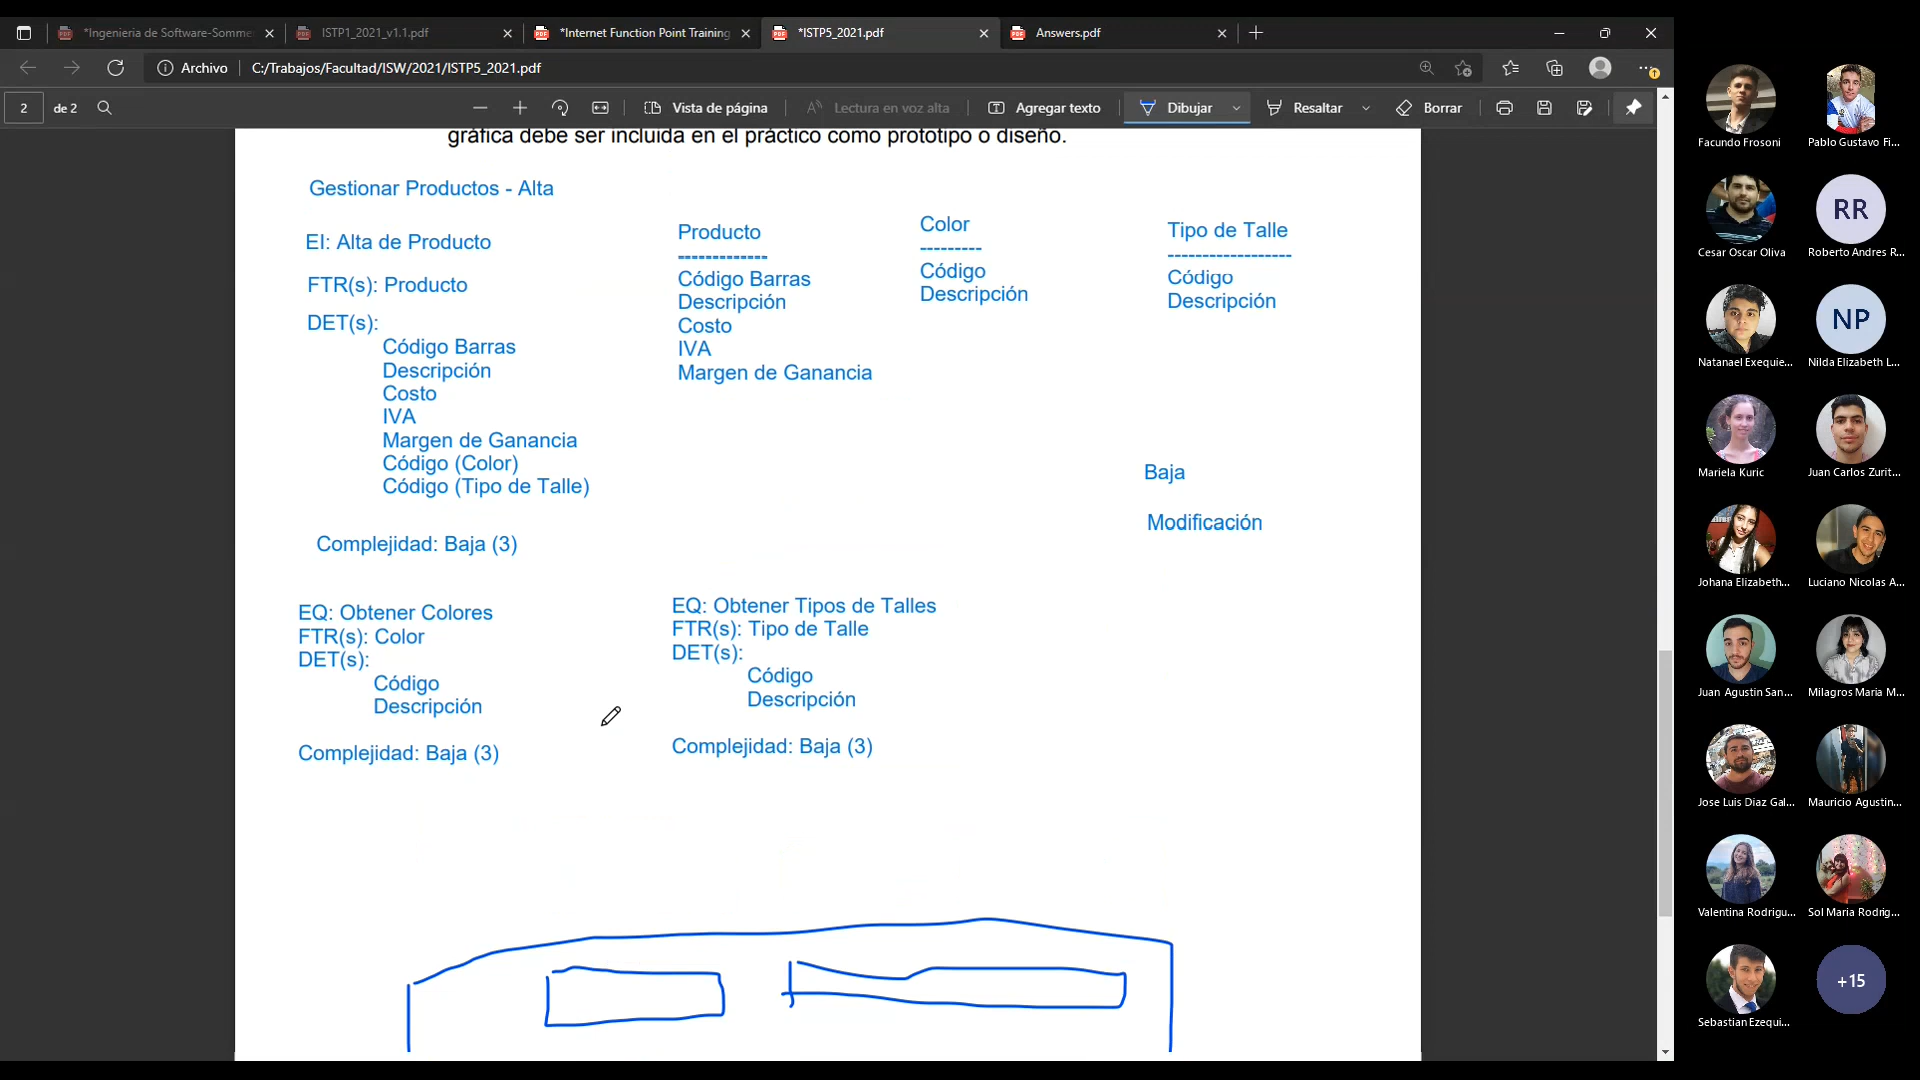 *Ingenieria de Software-Somme
ISTP1_2021_v1.1.pdf
*Internet Function Point Training
*ISTP5_2021.pdf
Answers.pdf
Archivo
C:/Trabajos/Facultad/ISW/2021/ISTP5_2021.pdf
2
de 2
Vista de página
Lectura en voz alta
Agregar texto
Dibujar
Resaltar
Borrar
gráfica debe ser incluida en el práctico como prototipo o diseño.
Gestionar Productos - Alta
EI: Alta de Producto
FTR(s): Producto
DET(s):
Código Barras
Descripción
Costo
IVA
Margen de Ganancia
Código (Color)
Código (Tipo de Talle)
Complejidad: Baja (3)
Producto
-------------
Código Barras
Descripción
Costo
IVA
Margen de Ganancia
Color
---------
Código
Descripción
Tipo de Talle
------------------
Código
Descripción
Baja
Modificación
EQ: Obtener Colores
FTR(s): Color
DET(s):
Código
Descripción
Complejidad: Baja (3)
EQ: Obtener Tipos de Talles
FTR(s): Tipo de Talle
DET(s):
Código
Descripción
Complejidad: Baja (3)
Facundo Frosoni
Pablo Gustavo Fi...
Cesar Oscar Oliva
RR
Roberto Andres R...
Natanael Exequie...
NP
Nilda Elizabeth L...
Mariela Kuric
Juan Carlos Zurit...
Johana Elizabeth...
Luciano Nicolas A...
Juan Agustin San...
Milagros Maria M...
Jose Luis Diaz Gal...
Mauricio Agustin...
Valentina Rodrigu...
Sol Maria Rodrig...
Sebastian Ezequi...
+15